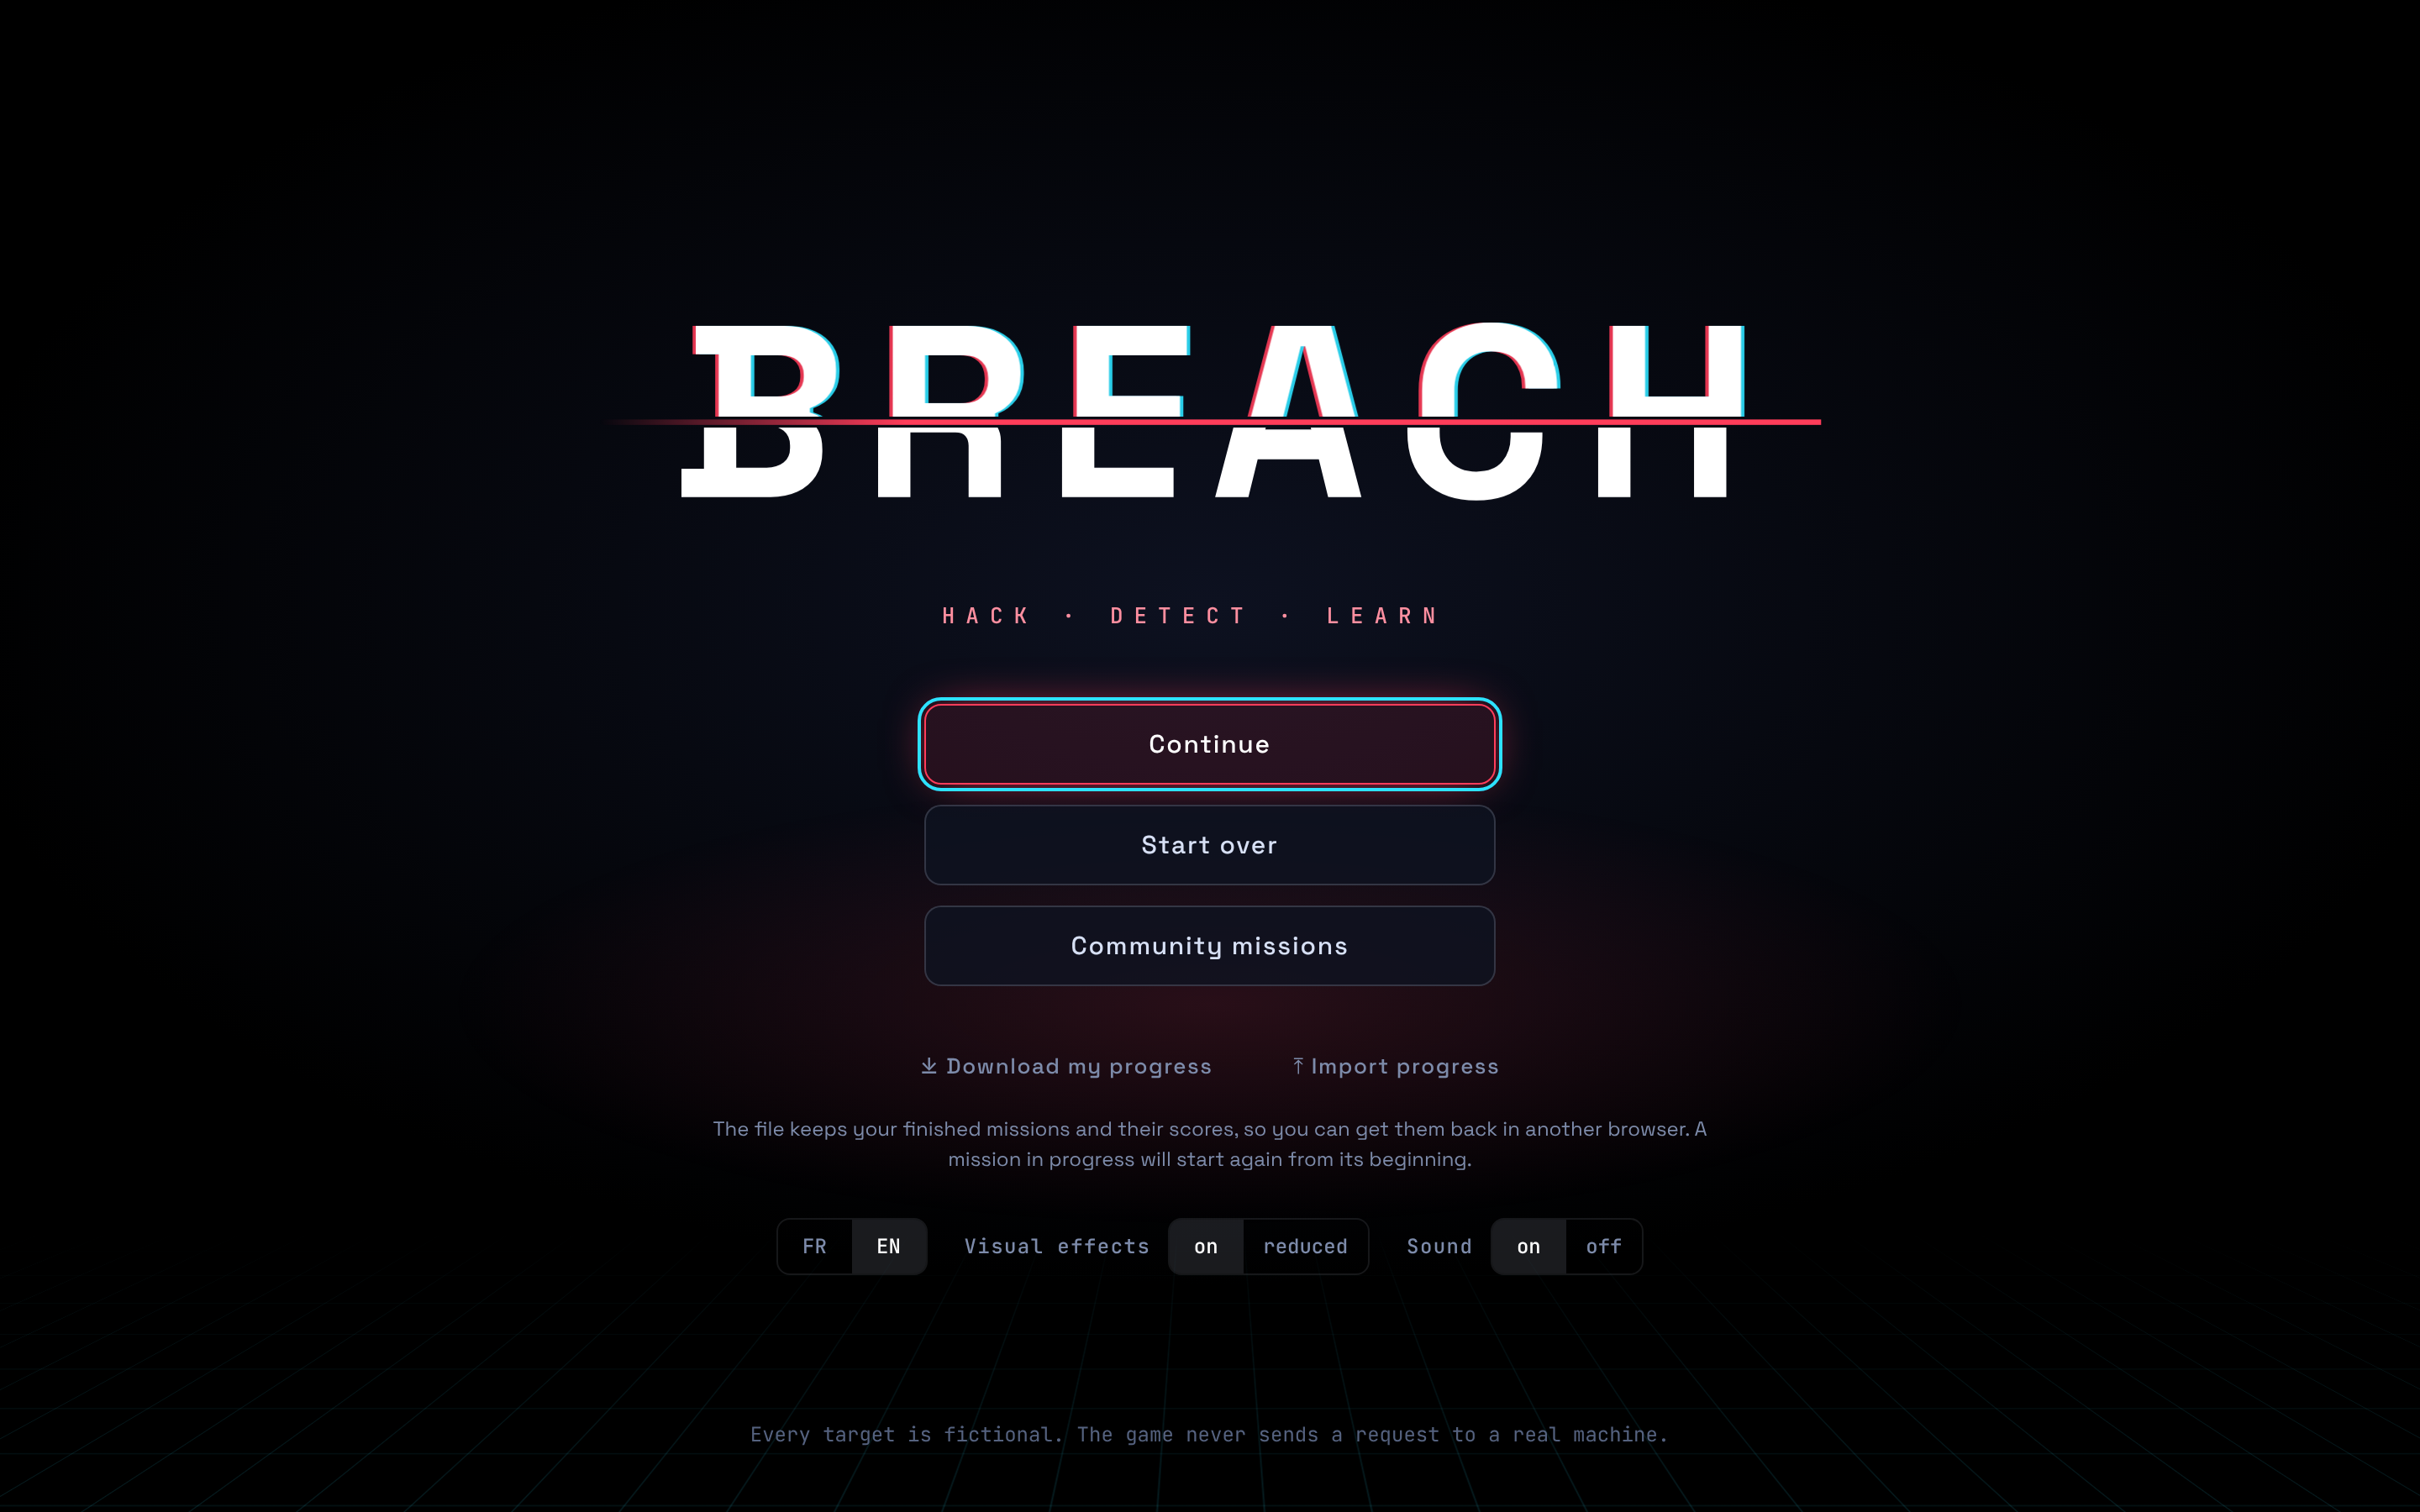 BREACH
HACK · DETECT · LEARN
Continue
Start over
Community missions
Download my progress
Import progress
The file keeps your finished missions and their scores, so you can get them back in another browser. A
mission in progress will start again from its beginning.
FR EN Visual effects on reduced Sound on off
Every target is fictional. The game never sends a request to a real machine.